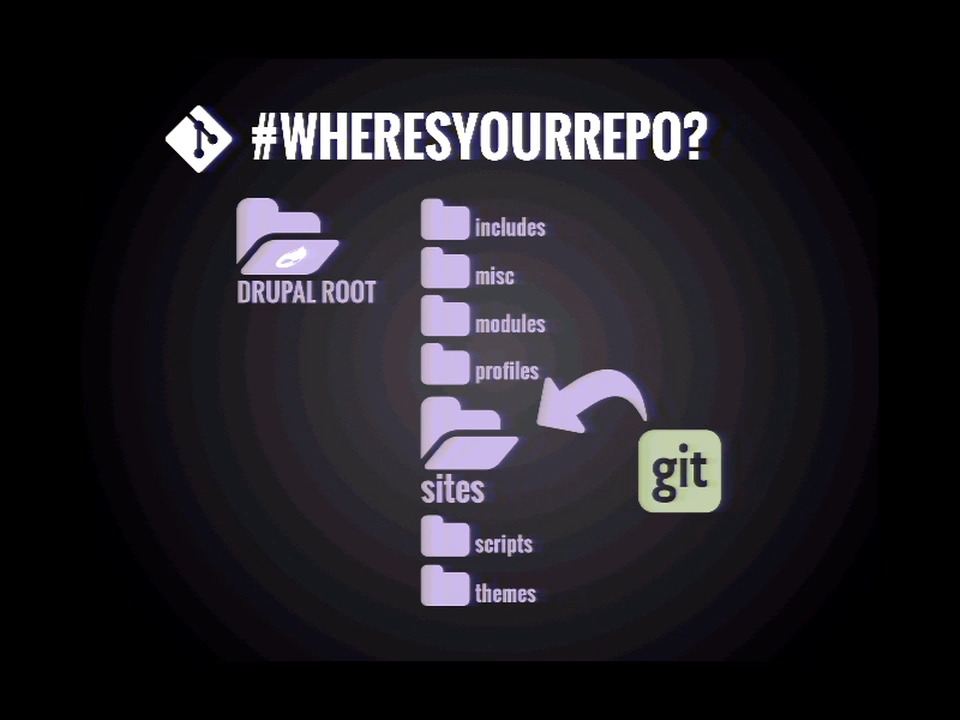 #WHERESYOURREPO?
DRUPAL ROOT
includes
misc
modules
profiles
sites
git
scripts
themes